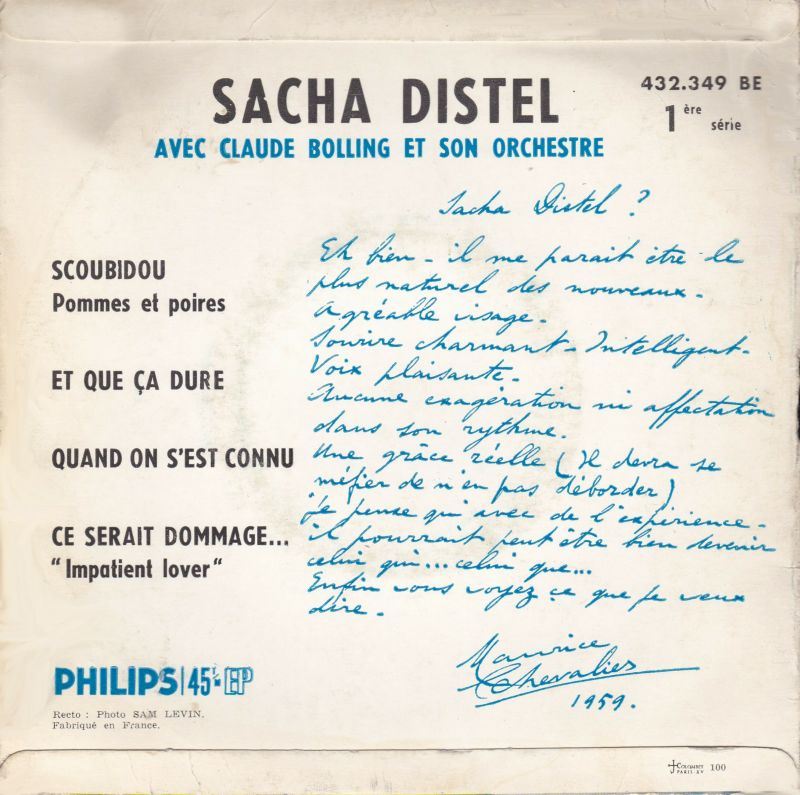 SACHA DISTEL
432.349 BE
1ère série
AVEC CLAUDE BOLLING ET SON ORCHESTRE
Sacha Distel ?
Eh bien - il me parait être le
plus naturel des nouveaux -
Agréable visage -
Sourire charmant - Intelligent -
Voix plaisante -
Aucune exagération ni affectation
dans son rythme.
Une grâce réelle (Il devra se
méfier de n'en pas déborder)
Je pense qu'avec de l'expérience -
il pourrait peut être bien devenir
celui qui... celui que...
Enfin vous voyez ce que je veux
dire -
Maurice
Chevalier
1959.
SCOUBIDOU
Pommes et poires
ET QUE ÇA DURE
QUAND ON S'EST CONNU
CE SERAIT DOMMAGE...
"Impatient lover"
PHILIPS 45 T. EP
Recto : Photo SAM LEVIN.
Fabriqué en France.
COLOMBET
PARIS-XV
100